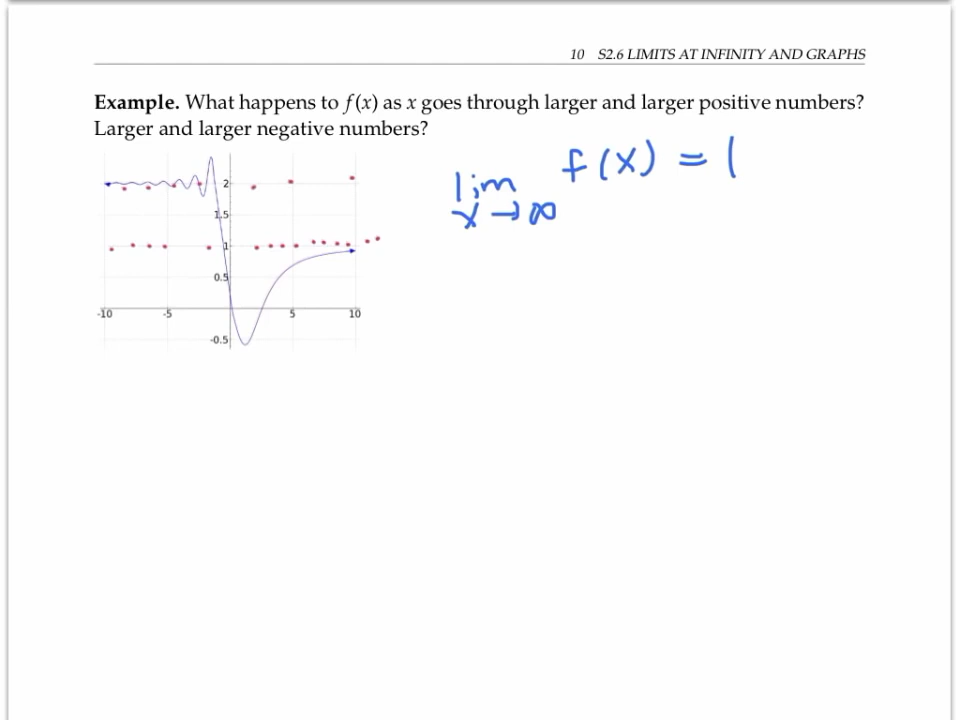 10 S2.6 LIMITS AT INFINITY AND GRAPHS
Example. What happens to f(x) as x goes through larger and larger positive numbers?
Larger and larger negative numbers?
lim f(x) = 1
x → ∞
2
1.5
1
0.5
-10 -5 5 10
-0.5